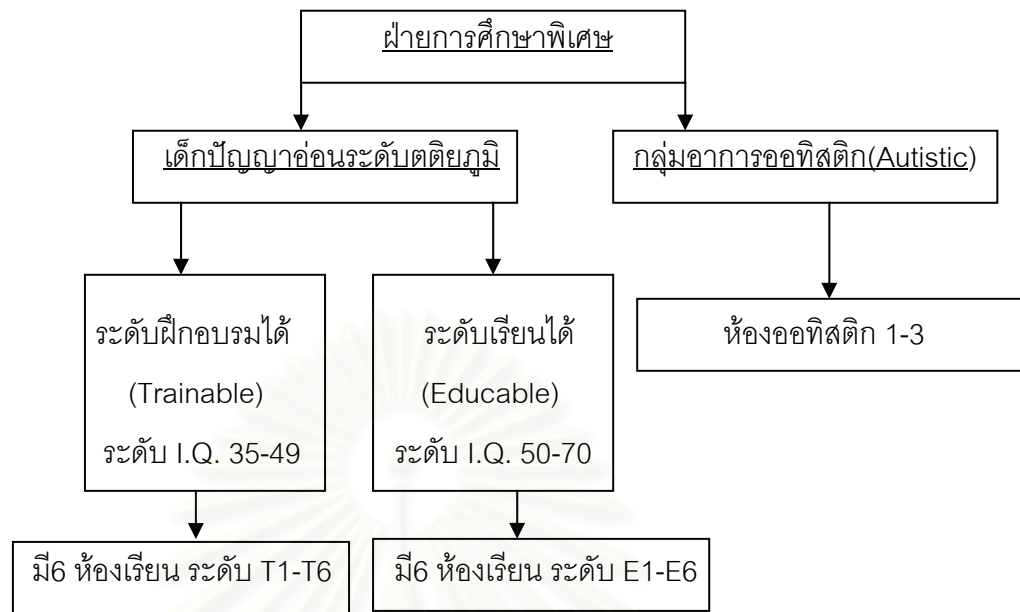 ฝ่ายการศึกษาพิเศษ
เด็กปัญญาอ่อนระดับตติยภูมิ
กลุ่มอาการออทิสติก(Autistic)
ระดับฝึกอบรมได้
(Trainable)
ระดับ I.Q. 35-49
ระดับเรียนได้
(Educable)
ระดับ I.Q. 50-70
ห้องออทิสติก 1-3
มี6 ห้องเรียน ระดับ T1-T6
มี6 ห้องเรียน ระดับ E1-E6